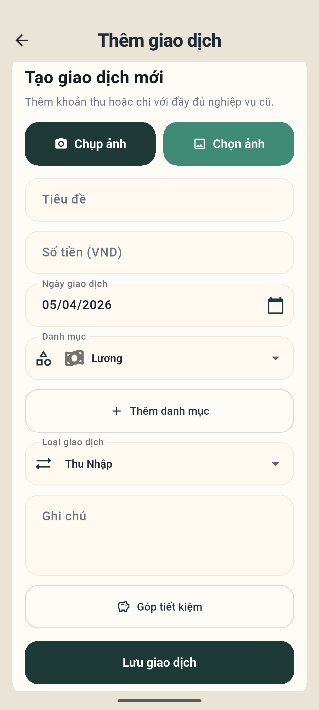 Thêm giao dịch
Tạo giao dịch mới
Thêm khoản thu hoặc chi với đầy đủ nghiệp vụ cũ.
Chụp ảnh
Chọn ảnh
Tiêu đề
Số tiền (VND)
Ngày giao dịch
05/04/2026
Danh mục
Lương
Thêm danh mục
Loại giao dịch
Thu Nhập
Ghi chú
Góp tiết kiệm
Lưu giao dịch